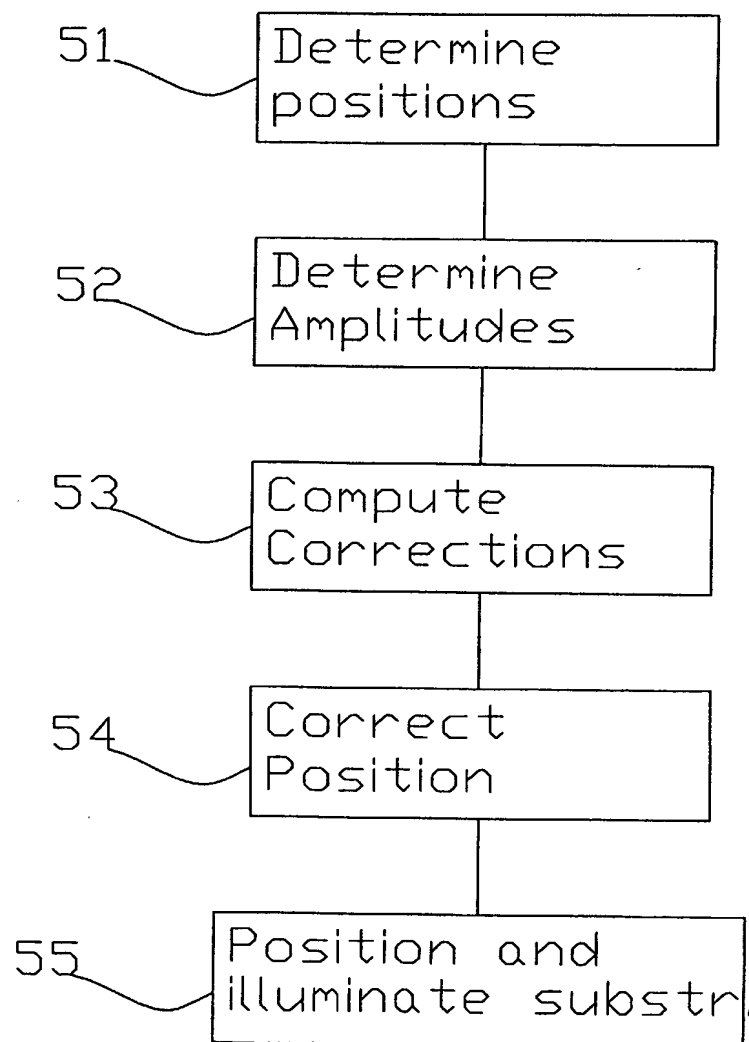 51
Determine
positions
52
Determine
Amplitudes
53
Compute
Corrections
54
Correct
Position
55
Position and
illuminate substr.